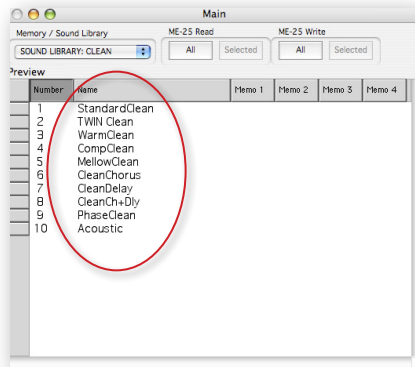 Main
Memory / Sound Library ME-25 Read ME-25 Write
SOUND LIBRARY: CLEAN All Selected All Selected
Preview
Number Name Memo 1 Memo 2 Memo 3 Memo 4
1 StandardClean
2 TWIN Clean
3 WarmClean
4 CompClean
5 MellowClean
6 CleanChorus
7 CleanDelay
8 CleanCh+Dly
9 PhaseClean
10 Acoustic